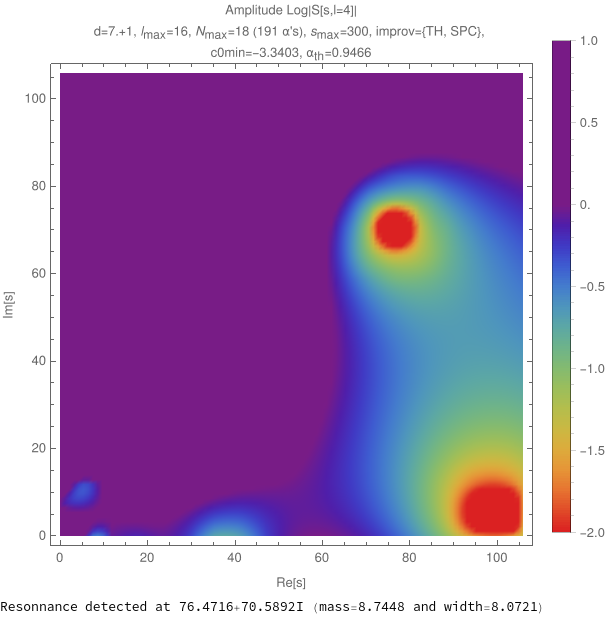 Amplitude Log|S[s,l=4]|
d=7.+1, lmax=16, Nmax=18 (191 α's), smax=300, improv={TH, SPC},
c0min=−3.3403, αth=0.9466
1.0
100
0.5
80
0.
60
−0.5
Im[s]
40
−1.0
20
−1.5
0
−2.0
0 20 40 60 80 100
Re[s]
Resonnance detected at 76.4716+70.5892I (mass=8.7448 and width=8.0721)